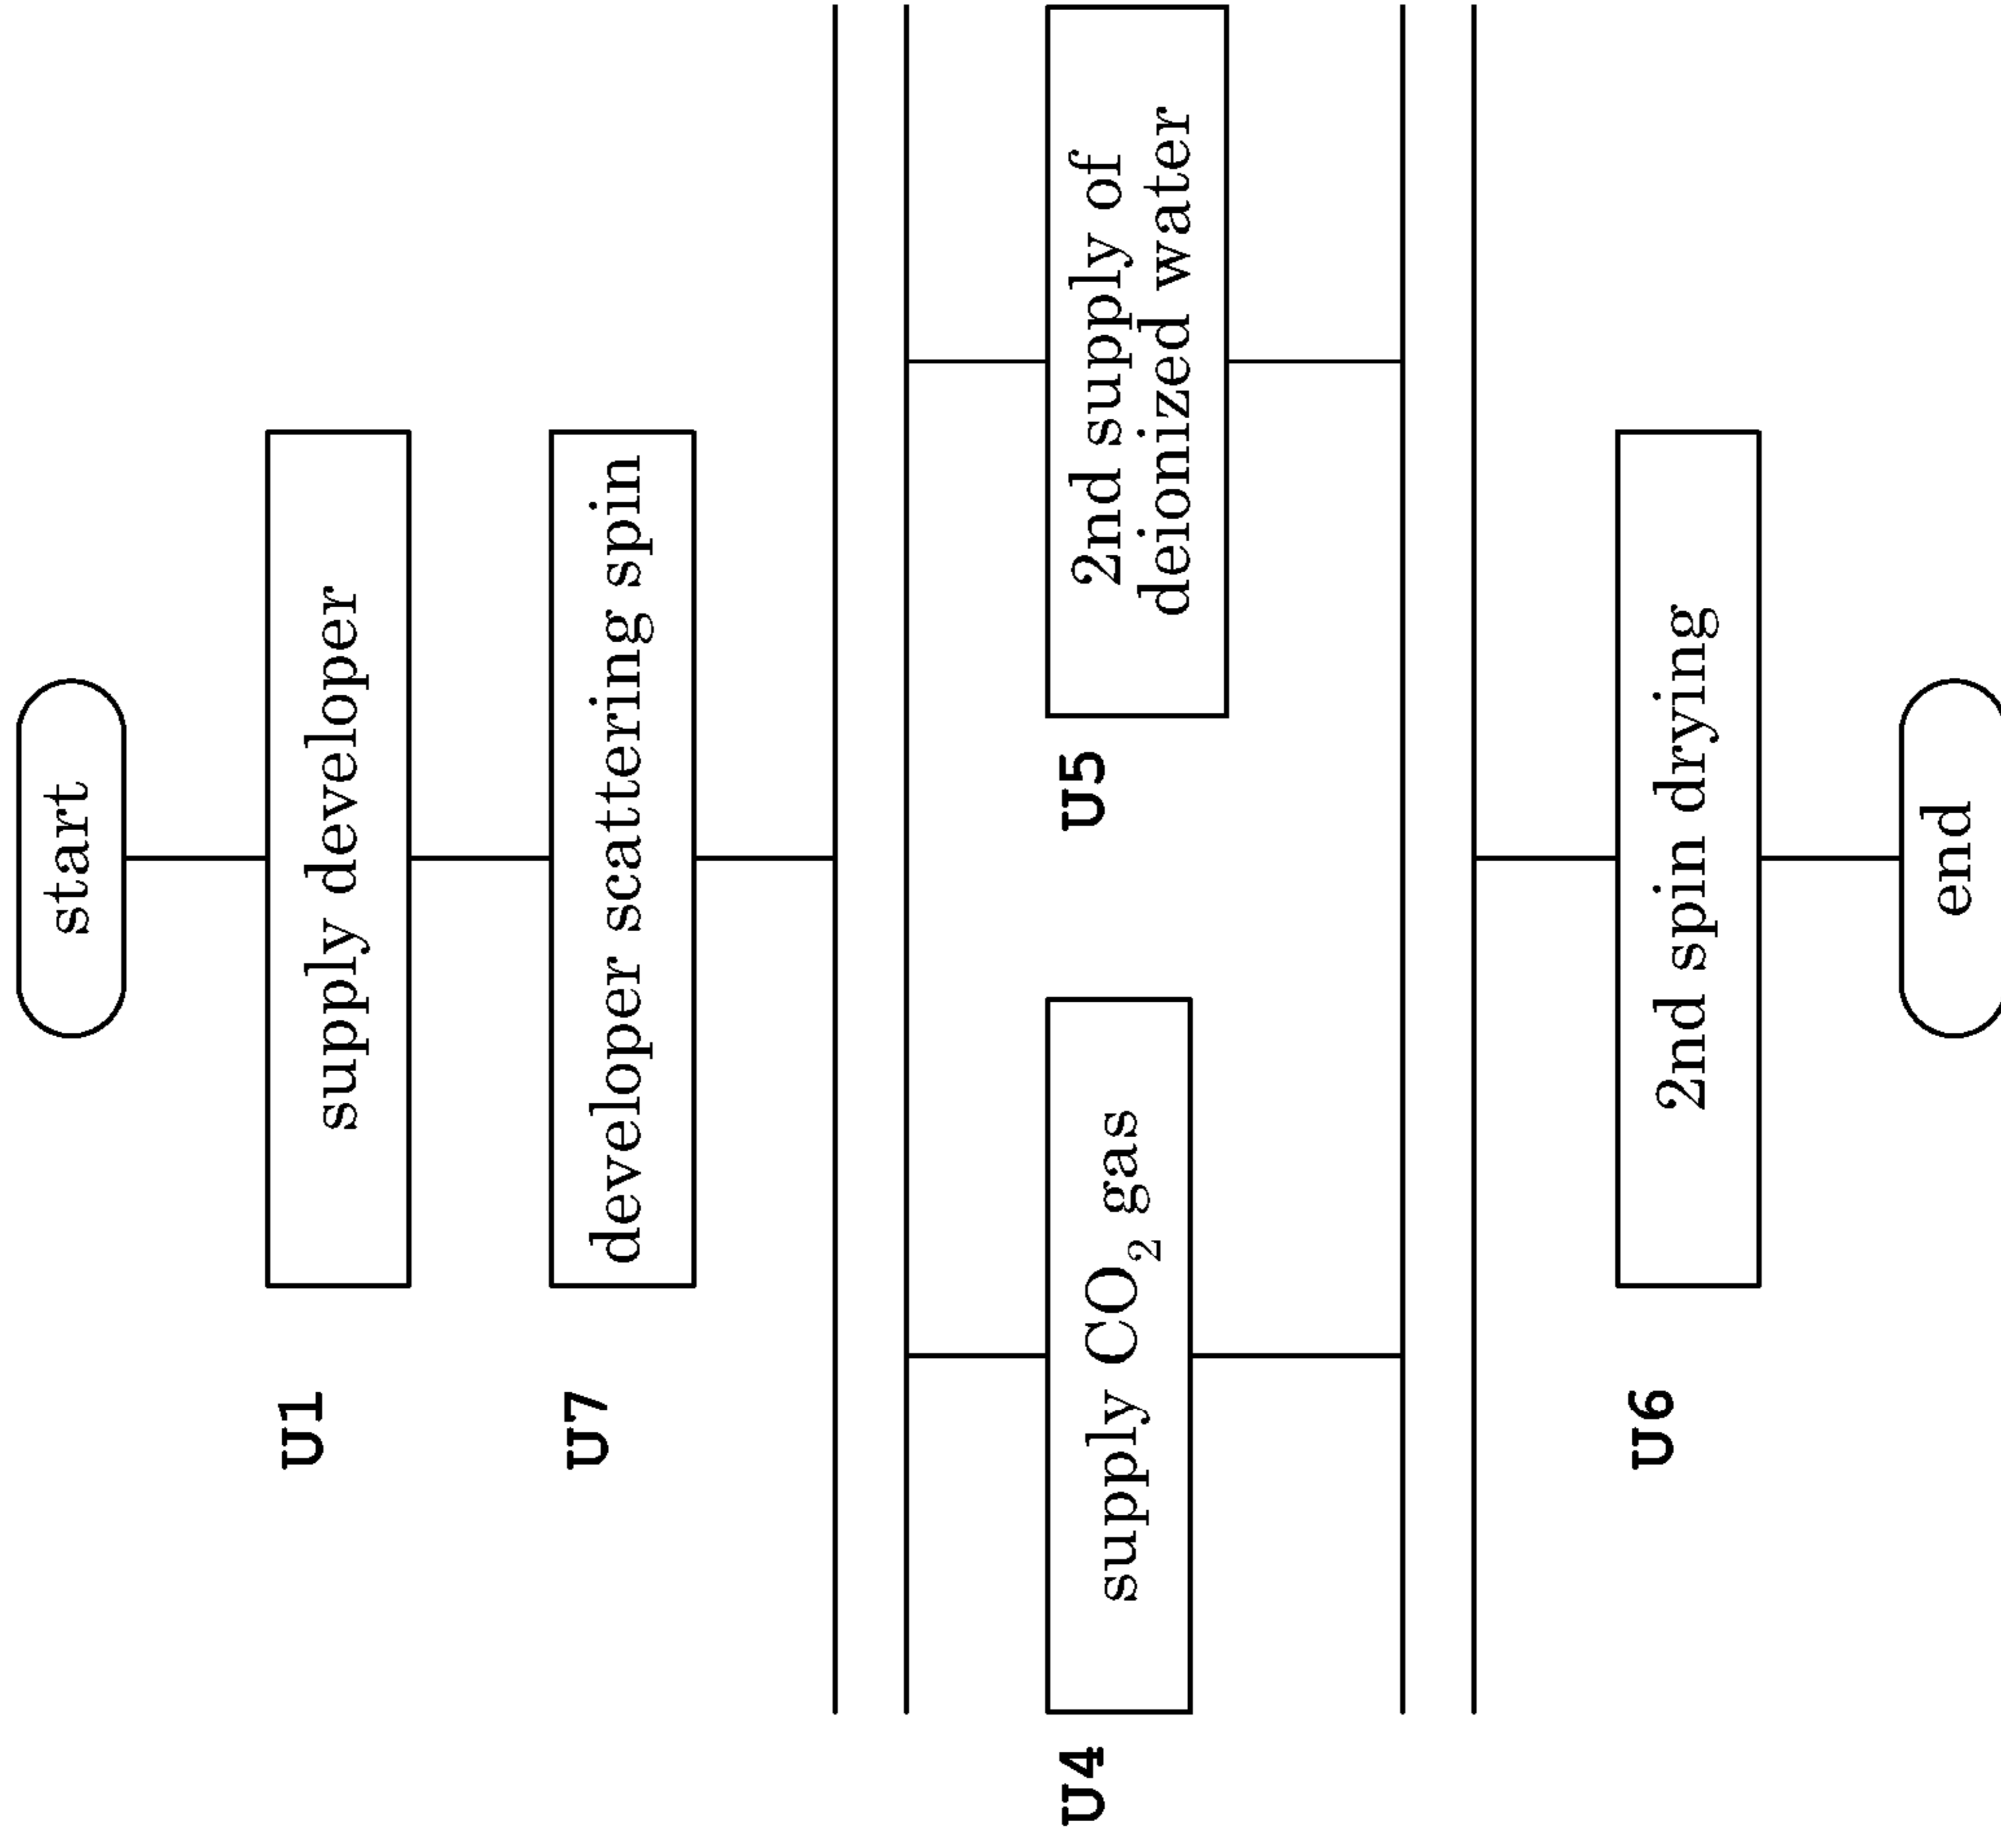 start
U1
supply developer
U7
developer scattering spin
U4
supply CO₂ gas
U5
2nd supply of
deionized water
U6
2nd spin drying
end